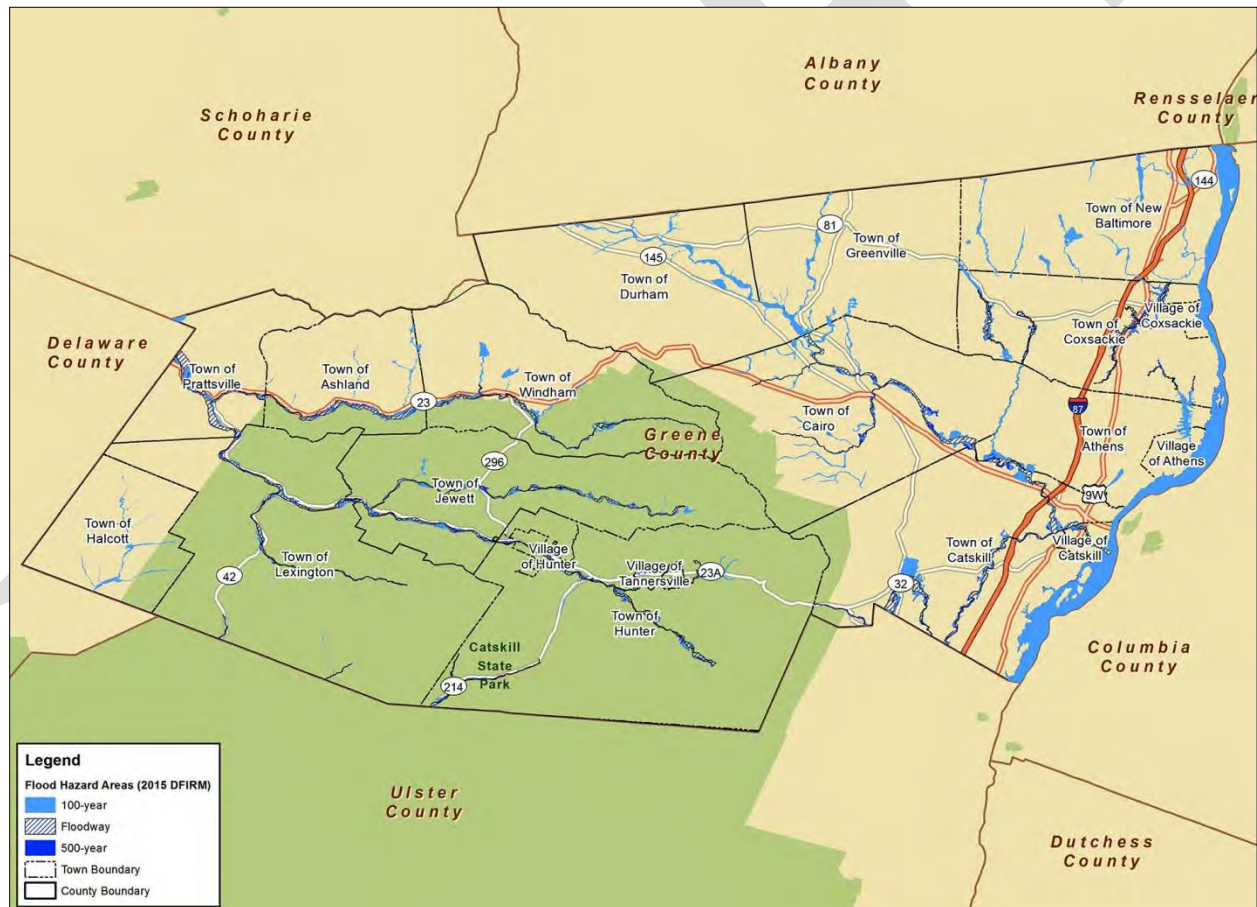 Albany
County
Rensselaer
County
Schoharie
County
144
Town of New
Baltimore
81
Town of
Greenville
145
Town of
Durham
Village of
Coxsackie
Town of
Coxsackie
Delaware
County
Town of
Prattsville
Town of
Ashland
Town of
Windham
23
87
Town of
Cairo
Greene
County
Town of
Athens
Village
of Athens
296
Town of
Jewett
9W
Town of
Halcott
Village
of Hunter
Town of
Catskill
Village of
Catskill
Town of
Lexington
42
Village of
Tannersville
23A
32
Town of
Hunter
Catskill
State
Park
214
Columbia
County
Ulster
County
Dutchess
County
Legend
Flood Hazard Areas (2015 DFIRM)
100-year
Floodway
500-year
Town Boundary
County Boundary